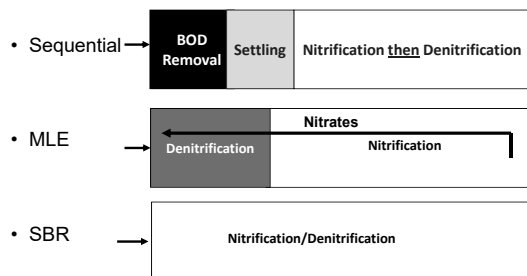 • Sequential
BOD
Removal
Settling
Nitrification then Denitrification
• MLE
Nitrates
Denitrification
Nitrification
• SBR
Nitrification/Denitrification